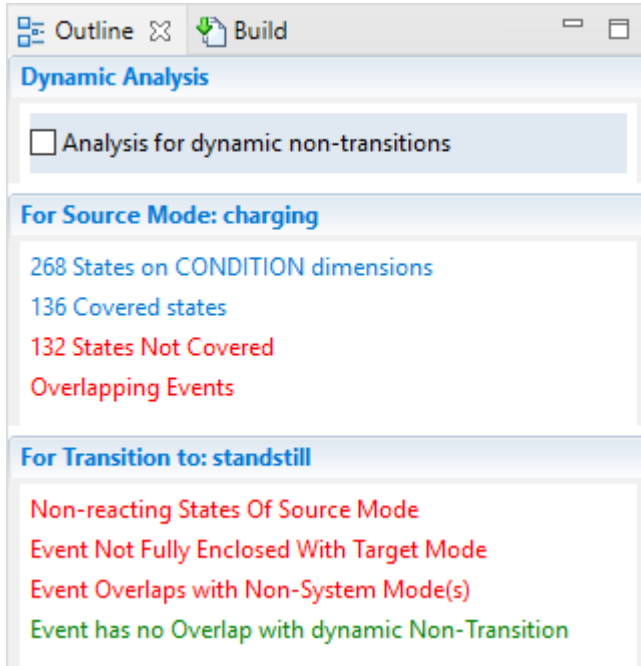 Outline
Build
Dynamic Analysis
Analysis for dynamic non-transitions
For Source Mode: charging
268 States on CONDITION dimensions
136 Covered states
132 States Not Covered
Overlapping Events
For Transition to: standstill
Non-reacting States Of Source Mode
Event Not Fully Enclosed With Target Mode
Event Overlaps with Non-System Mode(s)
Event has no Overlap with dynamic Non-Transition